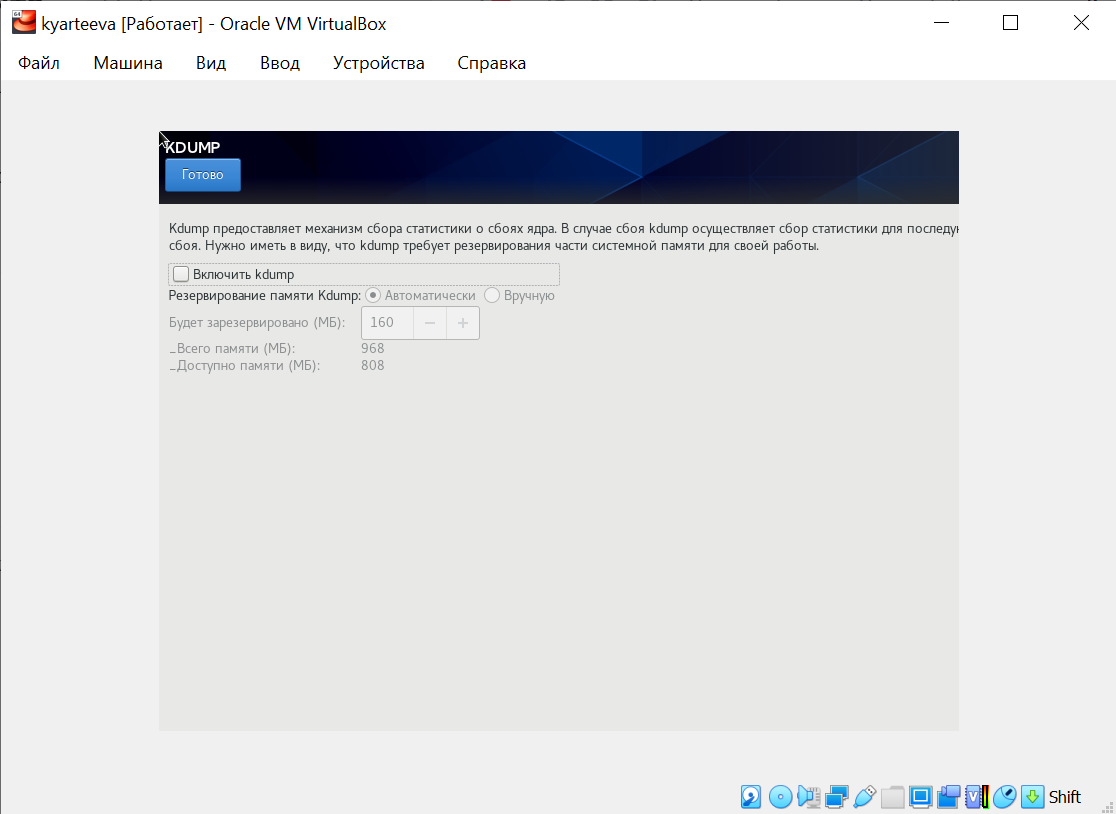 kyarteeva [Работает] - Oracle VM VirtualBox
Файл Машина Вид Ввод Устройства Справка
KDUMP
Готово
Kdump предоставляет механизм сбора статистики о сбоях ядра. В случае сбоя kdump осуществляет сбор статистики для последу
сбоя. Нужно иметь в виду, что kdump требует резервирования части системной памяти для своей работы.
Включить kdump
Резервирование памяти Kdump: Автоматически Вручную
Будет зарезервировано (МБ): 160 − +
_Всего памяти (МБ): 968
_Доступно памяти (МБ): 808
Shift